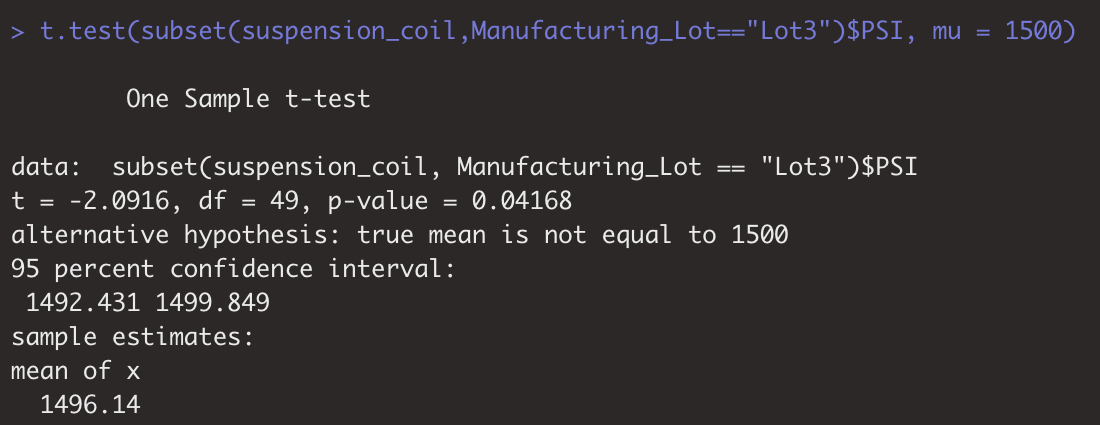 > t.test(subset(suspension_coil,Manufacturing_Lot=="Lot3")$PSI, mu = 1500)
One Sample t-test
data:  subset(suspension_coil, Manufacturing_Lot == "Lot3")$PSI
t = -2.0916, df = 49, p-value = 0.04168
alternative hypothesis: true mean is not equal to 1500
95 percent confidence interval:
1492.431 1499.849
sample estimates:
mean of x
1496.14